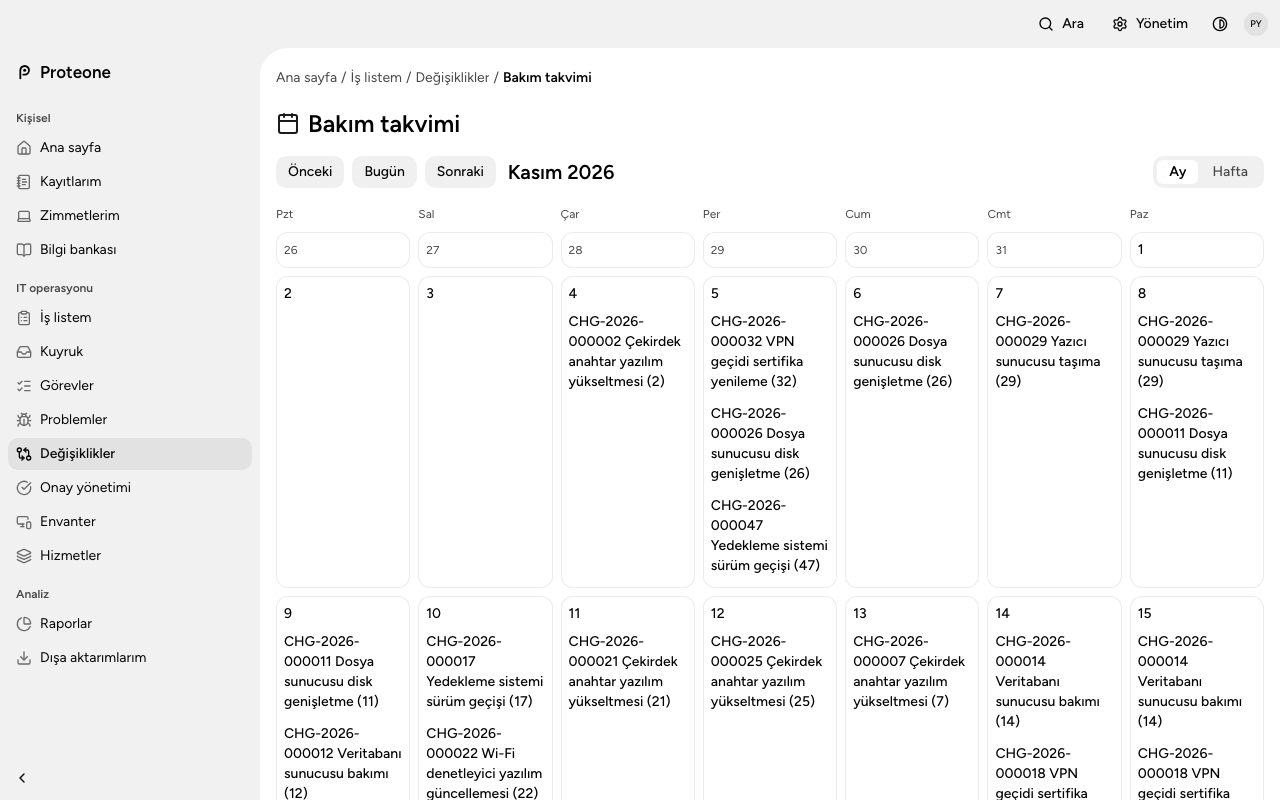 Ara
Yönetim
PY
Proteone
Kişisel
Ana sayfa
Kayıtlarım
Zimmetlerim
Bilgi bankası
IT operasyonu
İş listem
Kuyruk
Görevler
Problemler
Değişiklikler
Onay yönetimi
Envanter
Hizmetler
Analiz
Raporlar
Dışa aktarımlarım
Ana sayfa / İş listem / Değişiklikler / Bakım takvimi
Bakım takvimi
Önceki
Bugün
Sonraki
Kasım 2026
Ay
Hafta
Pzt
Sal
Çar
Per
Cum
Cmt
Paz
26
27
28
29
30
31
1
2
3
4
CHG-2026-
000002 Çekirdek
anahtar yazılım
yükseltmesi (2)
5
CHG-2026-
000032 VPN
geçidi sertifika
yenileme (32)
CHG-2026-
000026 Dosya
sunucusu disk
genişletme (26)
CHG-2026-
000047
Yedekleme sistemi
sürüm geçişi (47)
6
CHG-2026-
000026 Dosya
sunucusu disk
genişletme (26)
7
CHG-2026-
000029 Yazıcı
sunucusu taşıma
(29)
8
CHG-2026-
000029 Yazıcı
sunucusu taşıma
(29)
CHG-2026-
000011 Dosya
sunucusu disk
genişletme (11)
9
CHG-2026-
000011 Dosya
sunucusu disk
genişletme (11)
CHG-2026-
000012 Veritabanı
sunucusu bakımı
(12)
10
CHG-2026-
000017
Yedekleme sistemi
sürüm geçişi (17)
CHG-2026-
000022 Wi-Fi
denetleyici yazılım
güncellemesi (22)
11
CHG-2026-
000021 Çekirdek
anahtar yazılım
yükseltmesi (21)
12
CHG-2026-
000025 Çekirdek
anahtar yazılım
yükseltmesi (25)
13
CHG-2026-
000007 Çekirdek
anahtar yazılım
yükseltmesi (7)
14
CHG-2026-
000014
Veritabanı
sunucusu bakımı
(14)
CHG-2026-
000018 VPN
geçidi sertifika
15
CHG-2026-
000014
Veritabanı
sunucusu bakımı
(14)
CHG-2026-
000018 VPN
geçidi sertifika